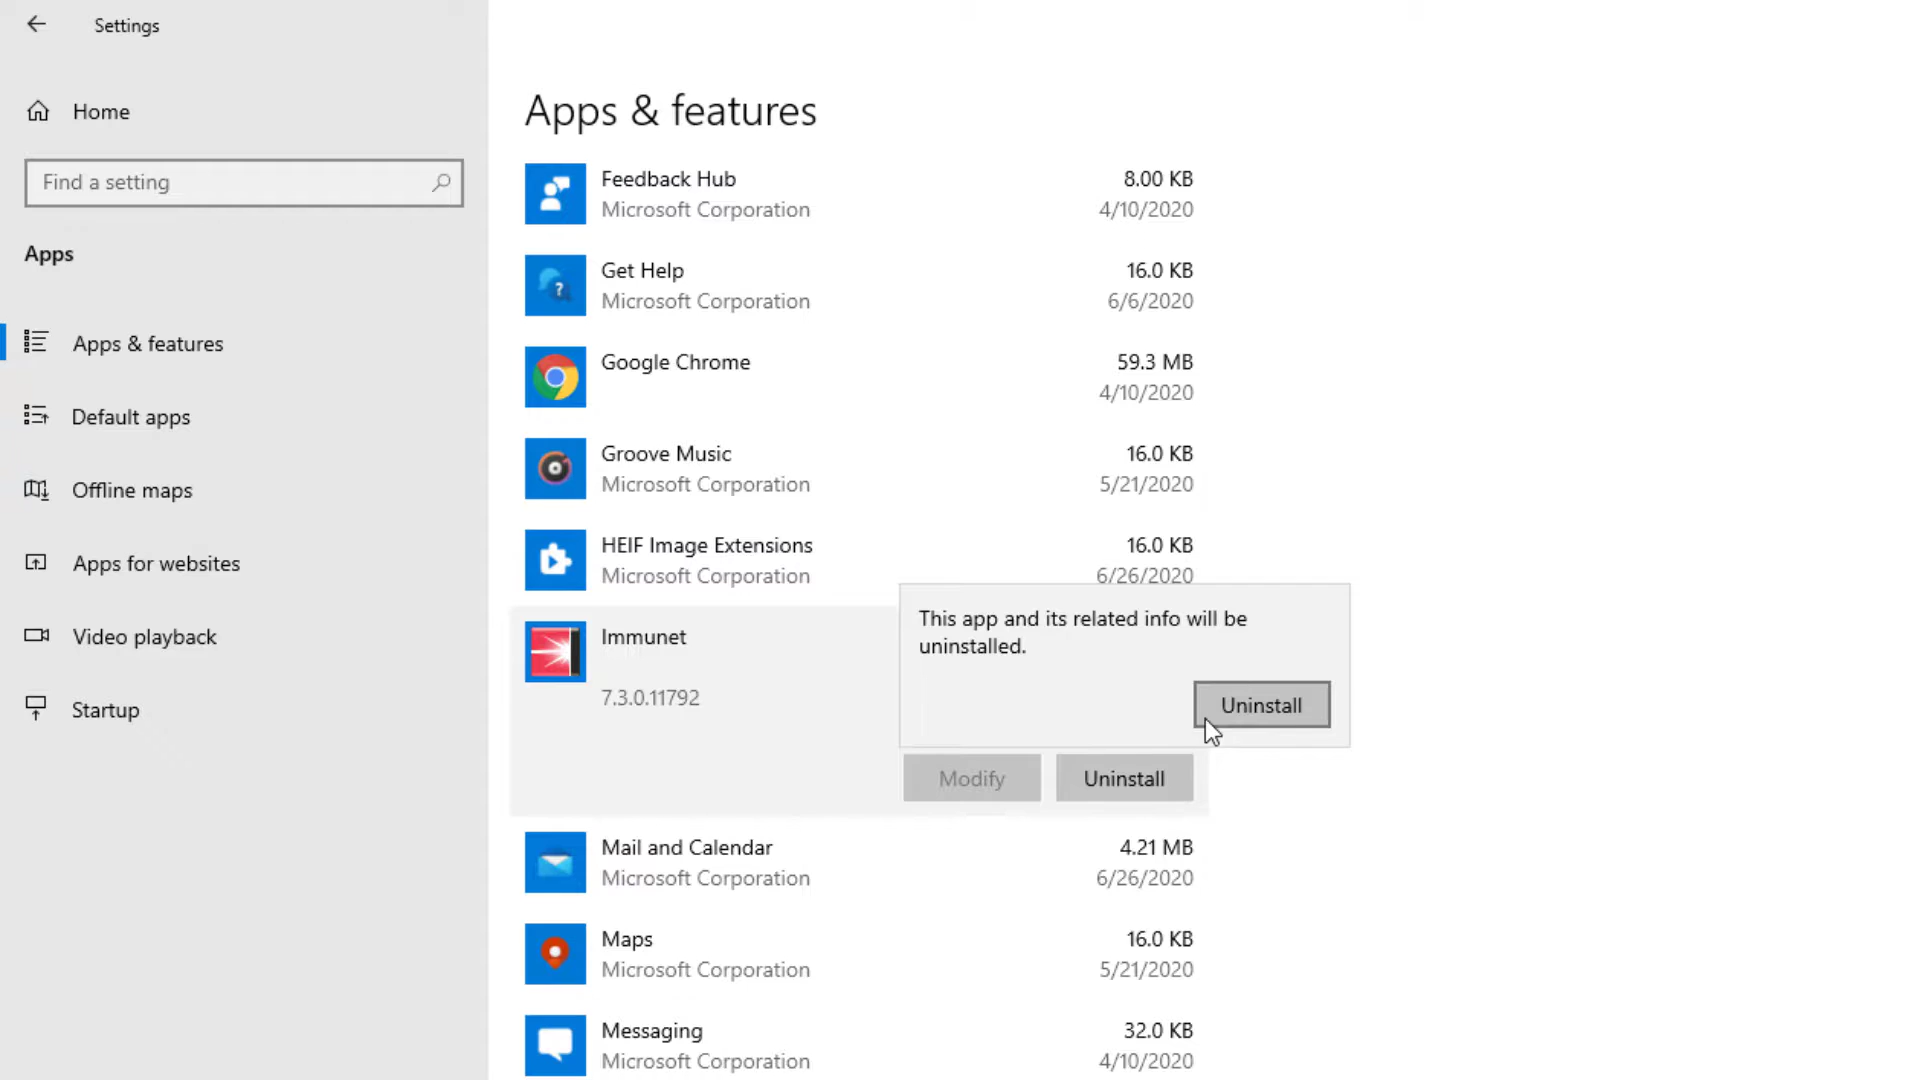 Settings
Home
Find a setting
Apps
Apps & features
Default apps
Offline maps
Apps for websites
Video playback
Startup
Apps & features
Feedback Hub 8.00 KB
Microsoft Corporation 4/10/2020
Get Help 16.0 KB
Microsoft Corporation 6/6/2020
Google Chrome 59.3 MB
4/10/2020
Groove Music 16.0 KB
Microsoft Corporation 5/21/2020
HEIF Image Extensions 16.0 KB
Microsoft Corporation 6/26/2020
Immunet
7.3.0.11792
This app and its related info will be
uninstalled.
Uninstall
Modify Uninstall
Mail and Calendar 4.21 MB
Microsoft Corporation 6/26/2020
Maps 16.0 KB
Microsoft Corporation 5/21/2020
Messaging 32.0 KB
Microsoft Corporation 4/10/2020